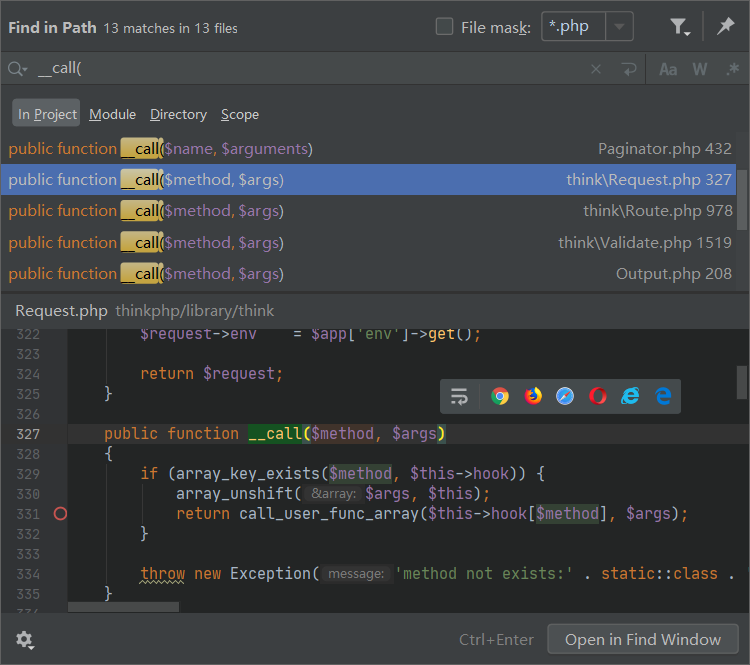 Find in Path 13 matches in 13 files File mask: *.php
__call( Aa W .*
In Project Module Directory Scope
public function __call($name, $arguments) Paginator.php 432
public function __call($method, $args) think\Request.php 327
public function __call($method, $args) think\Route.php 978
public function __call($method, $args) think\Validate.php 1519
public function __call($method, $args) Output.php 208
Request.php thinkphp/library/think
322 $request->env = $app['env']->get();
323
324 return $request;
325 }
326
327 public function __call($method, $args)
328 {
329 if (array_key_exists($method, $this->hook)) {
330 array_unshift( &array: $args, $this);
331 return call_user_func_array($this->hook[$method], $args);
332 }
333
334 throw new Exception( message: 'method not exists:' . static::class . '
335 }
336
Ctrl+Enter Open in Find Window